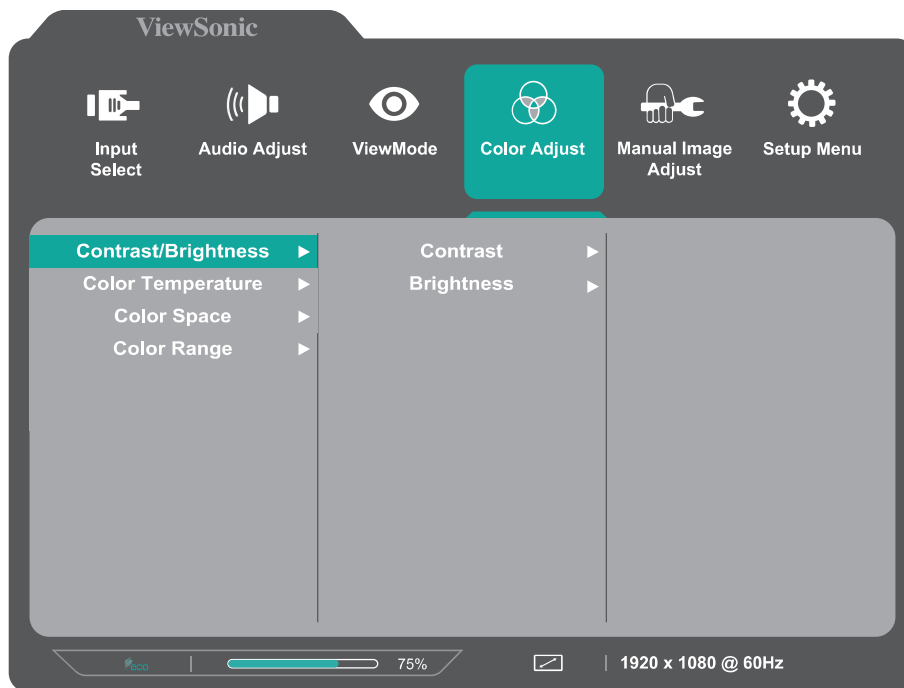 ViewSonic
Input
Select
Audio Adjust
ViewMode
Color Adjust
Manual Image
Adjust
Setup Menu
Contrast/Brightness
Color Temperature
Color Space
Color Range
Contrast
Brightness
eco
75%
1920 x 1080 @ 60Hz